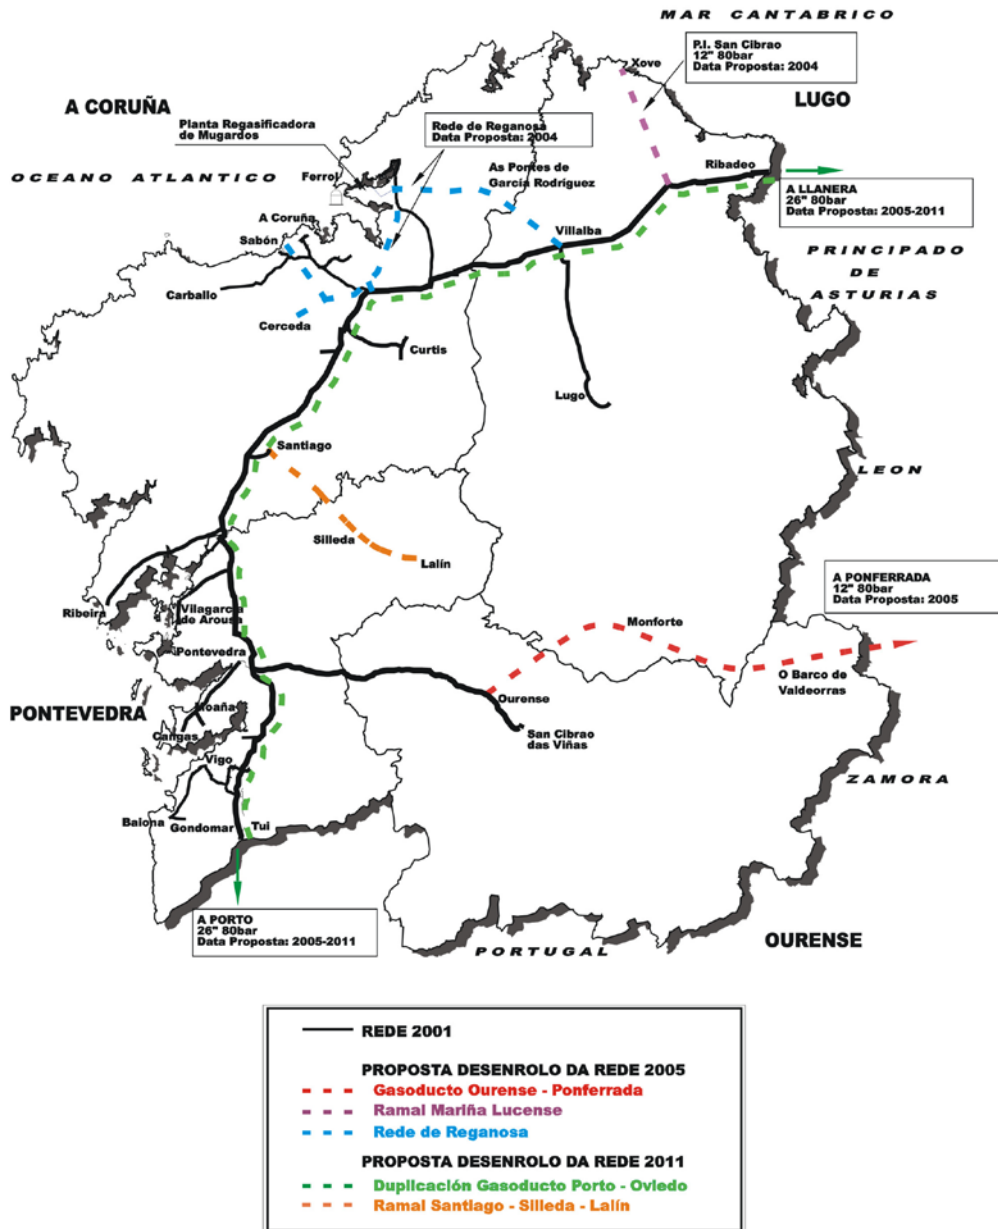 MAR CANTABRICO
P.I. San Cibrao
12" 80bar
Data Proposta: 2004
Xove
A CORUÑA
LUGO
Planta Regasificadora
de Mugardos
Rede de Reganosa
Data Proposta: 2004
OCEANO ATLANTICO
Ferrol
As Pontes de
García Rodríguez
Ribadeo
A LLANERA
26" 80bar
Data Proposta: 2005-2011
A Coruña
Sabón
Villalba
PRINCIPADO
DE
ASTURIAS
Carballo
Cerceda
Curtis
Lugo
Santiago
LEON
Silleda
Lalín
A PONFERRADA
12" 80bar
Data Proposta: 2005
Ribeira
Vilagarcía
de Arousa
Monforte
Pontevedra
O Barco de
Valdeorras
Ourense
PONTEVEDRA
Moaña
Cangas
San Cibrao
das Viñas
Vigo
ZAMORA
Baiona
Gondomar
Tui
A PORTO
26" 80bar
Data Proposta: 2005-2011
OURENSE
PORTUGAL
REDE 2001
PROPOSTA DESENROLO DA REDE 2005
Gasoducto Ourense - Ponferrada
Ramal Mariña Lucense
Rede de Reganosa
PROPOSTA DESENROLO DA REDE 2011
Duplicación Gasoducto Porto - Oviedo
Ramal Santiago - Silleda - Lalín